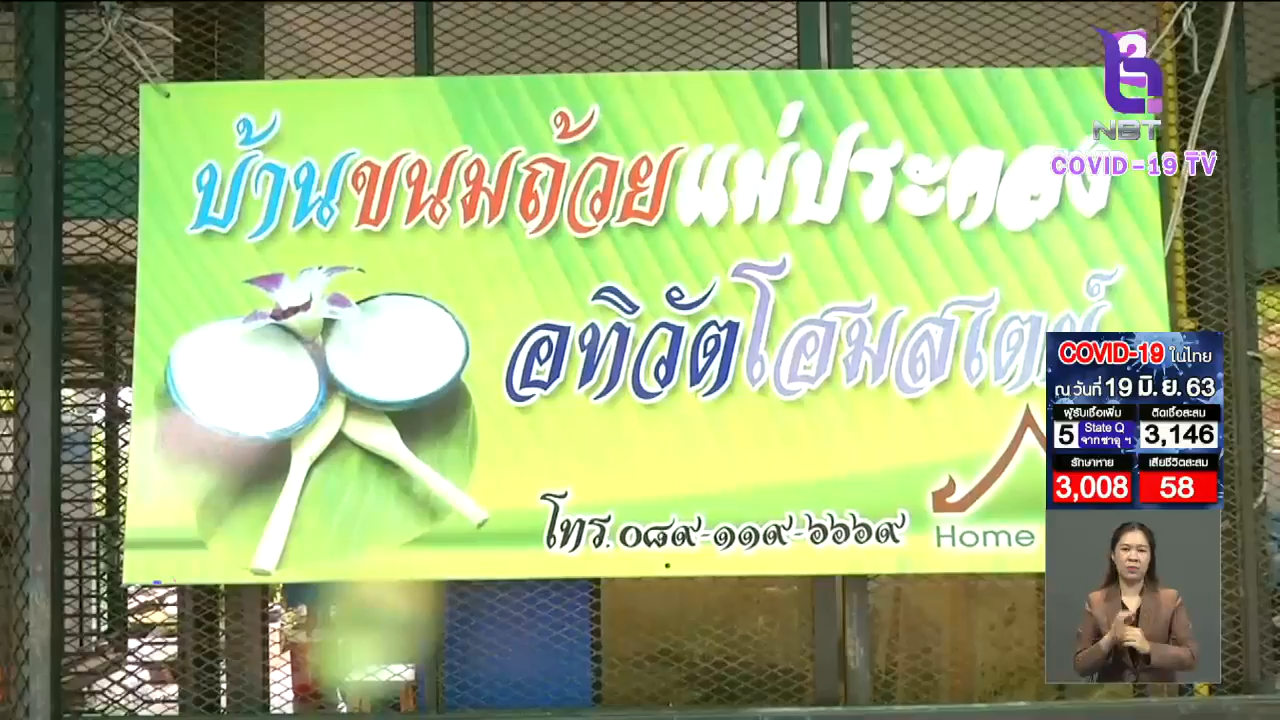 บ้านขนมถ้วยแม่ประคอง
อทิวัตโฮมสเตย์
โทร. ๐๘๙-๑๑๙-๖๖๖๙
Home
NBT
COVID-19 TV
COVID-19 ในไทย
ณ วันที่ 19 มิ.ย. 63
ผู้รับเชื้อเพิ่ม ติดเชื้อสะสม
5 State Q จากซาอุฯ 3,146
รักษาหาย เสียชีวิตสะสม
3,008 58